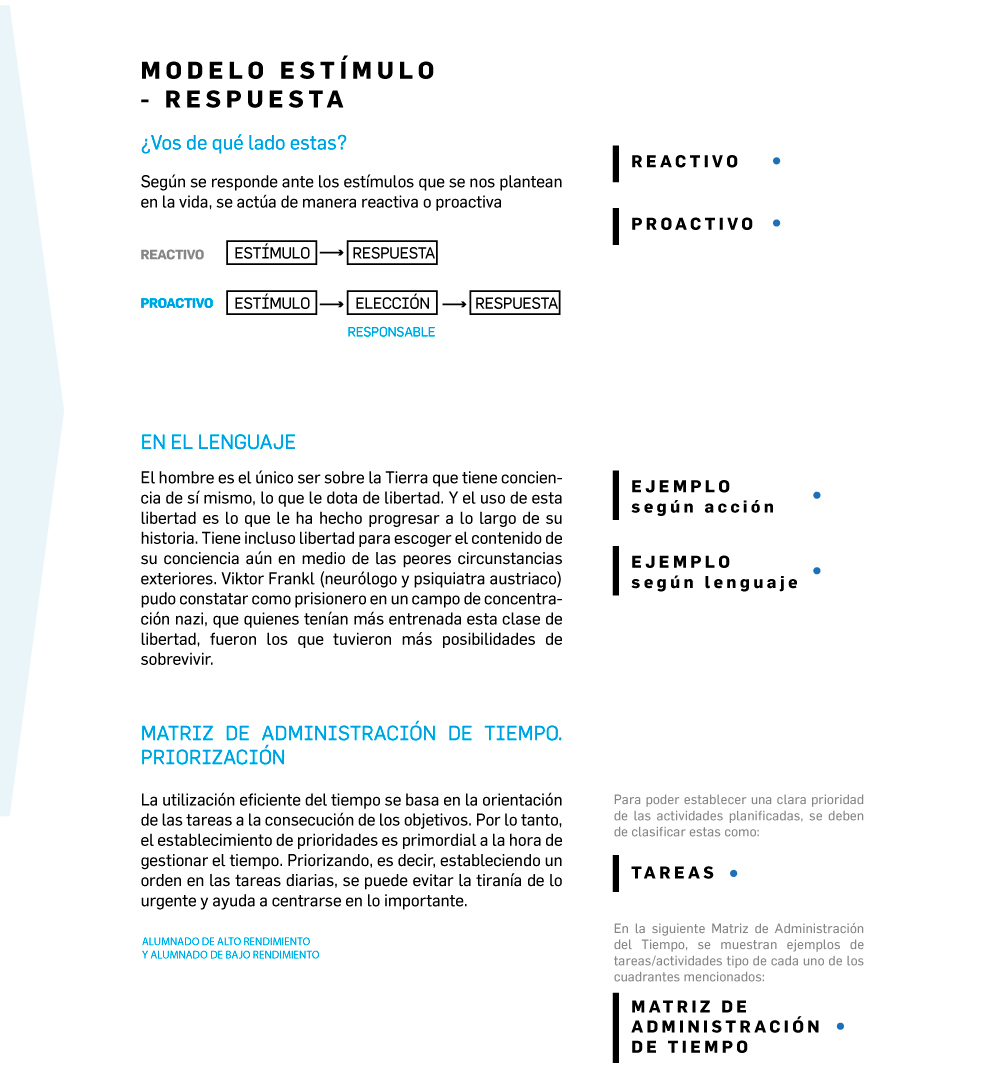 MODELO ESTÍMULO
- RESPUESTA
¿Vos de qué lado estas?
Según se responde ante los estímulos que se nos plantean
en la vida, se actúa de manera reactiva o proactiva
REACTIVO ESTÍMULO RESPUESTA
PROACTIVO ESTÍMULO ELECCIÓN RESPUESTA
RESPONSABLE
REACTIVO
PROACTIVO
EN EL LENGUAJE
El hombre es el único ser sobre la Tierra que tiene concien-
cia de sí mismo, lo que le dota de libertad. Y el uso de esta
libertad es lo que le ha hecho progresar a lo largo de su
historia. Tiene incluso libertad para escoger el contenido de
su conciencia aún en medio de las peores circunstancias
exteriores. Viktor Frankl (neurólogo y psiquiatra austriaco)
pudo constatar como prisionero en un campo de concentra-
ción nazi, que quienes tenían más entrenada esta clase de
libertad, fueron los que tuvieron más posibilidades de
sobrevivir.
EJEMPLO
según acción
EJEMPLO
según lenguaje
MATRIZ DE ADMINISTRACIÓN DE TIEMPO.
PRIORIZACIÓN
La utilización eficiente del tiempo se basa en la orientación
de las tareas a la consecución de los objetivos. Por lo tanto,
el establecimiento de prioridades es primordial a la hora de
gestionar el tiempo. Priorizando, es decir, estableciendo un
orden en las tareas diarias, se puede evitar la tiranía de lo
urgente y ayuda a centrarse en lo importante.
ALUMNADO DE ALTO RENDIMIENTO
Y ALUMNADO DE BAJO RENDIMIENTO
Para poder establecer una clara prioridad
de las actividades planificadas, se deben
de clasificar estas como:
TAREAS
En la siguiente Matriz de Administración
del Tiempo, se muestran ejemplos de
tareas/actividades tipo de cada uno de los
cuadrantes mencionados:
MATRIZ DE
ADMINISTRACIÓN
DE TIEMPO